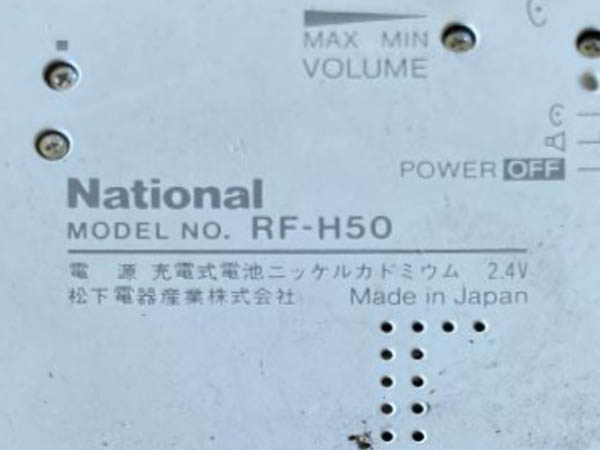 MAX MIN
VOLUME
POWER OFF
National
MODEL NO. RF-H50
電 源 充電式電池ニッケルカドミウム 2.4V
松下電器産業株式会社 Made in Japan